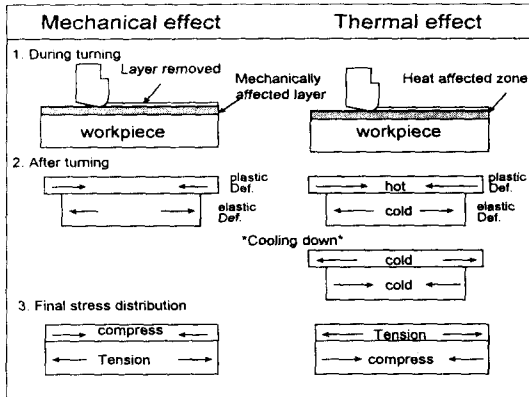 Mechanical effect
Thermal effect
1. During turning
Layer removed
Mechanically
affected layer
workpiece
Heat affected zone
workpiece
2. After turning
plastic
Def.
elastic
Def.
hot
cold
plastic
Def.
elastic
Def.
*Cooling down*
cold
cold
3. Final stress distribution
compress
Tension
Tension
compress